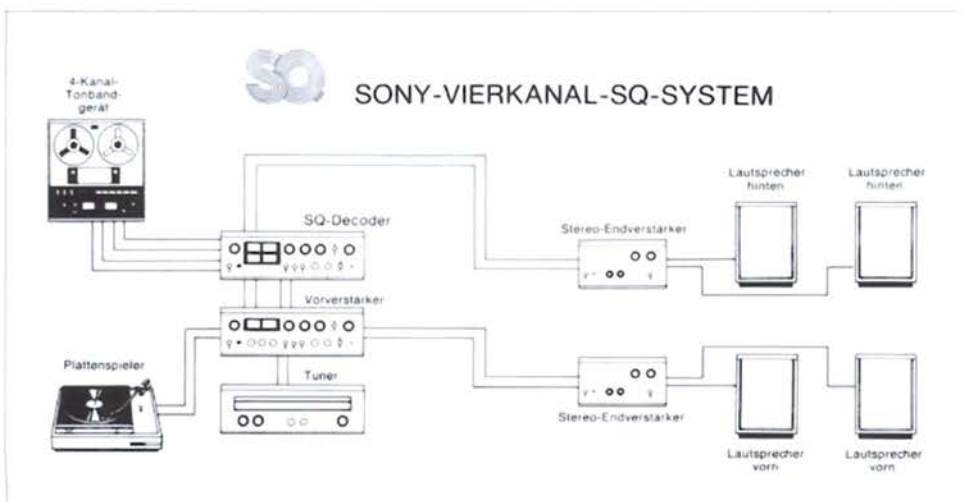 SQ
SONY-VIERKANAL-SQ-SYSTEM
4-Kanal-
Tonband-
gerät
SQ-Decoder
Vorverstärker
Plattenspieler
Tuner
Stereo-Endverstärker
Lautsprecher
hinten
Lautsprecher
hinten
Stereo-Endverstärker
Lautsprecher
vorn
Lautsprecher
vorn